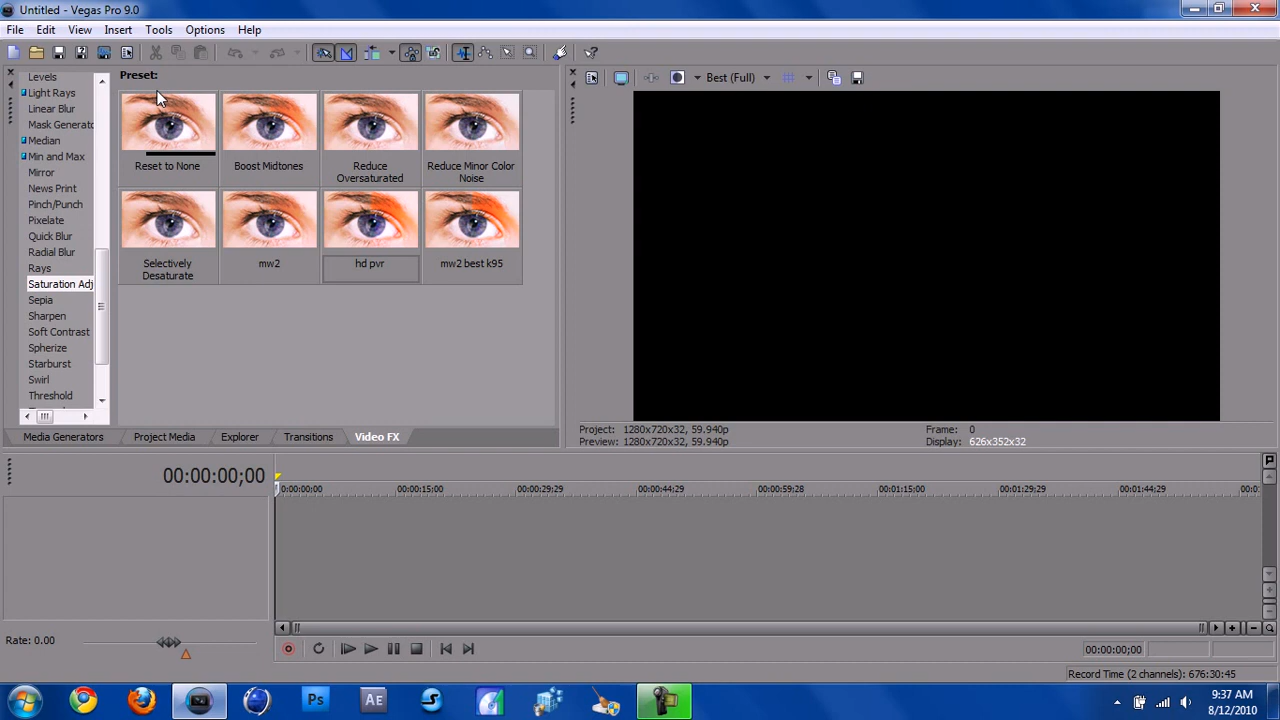 Untitled - Vegas Pro 9.0
File Edit View Insert Tools Options Help
Preset:
Best (Full)
Levels
Light Rays
Linear Blur
Mask Generato
Median
Min and Max
Mirror
News Print
Pinch/Punch
Pixelate
Quick Blur
Radial Blur
Rays
Saturation Adj
Sepia
Sharpen
Soft Contrast
Spherize
Starburst
Swirl
Threshold
Reset to None
Boost Midtones
Reduce
Oversaturated
Reduce Minor Color
Noise
Selectively
Desaturate
mw2
hd pvr
mw2 best k95
Media Generators Project Media Explorer Transitions Video FX
Project: 1280x720x32, 59.940p Frame: 0
Preview: 1280x720x32, 59.940p Display: 626x352x32
00:00:00;00
0:00:00;00 00:00:15;00 00:00:29;29 00:00:44;29 00:00:59;28 00:01:15;00 00:01:29;29 00:01:44;29 00:0
Rate: 0.00
00:00:00;00
Record Time (2 channels): 676:30:45
Ps AE
9:37 AM
8/12/2010